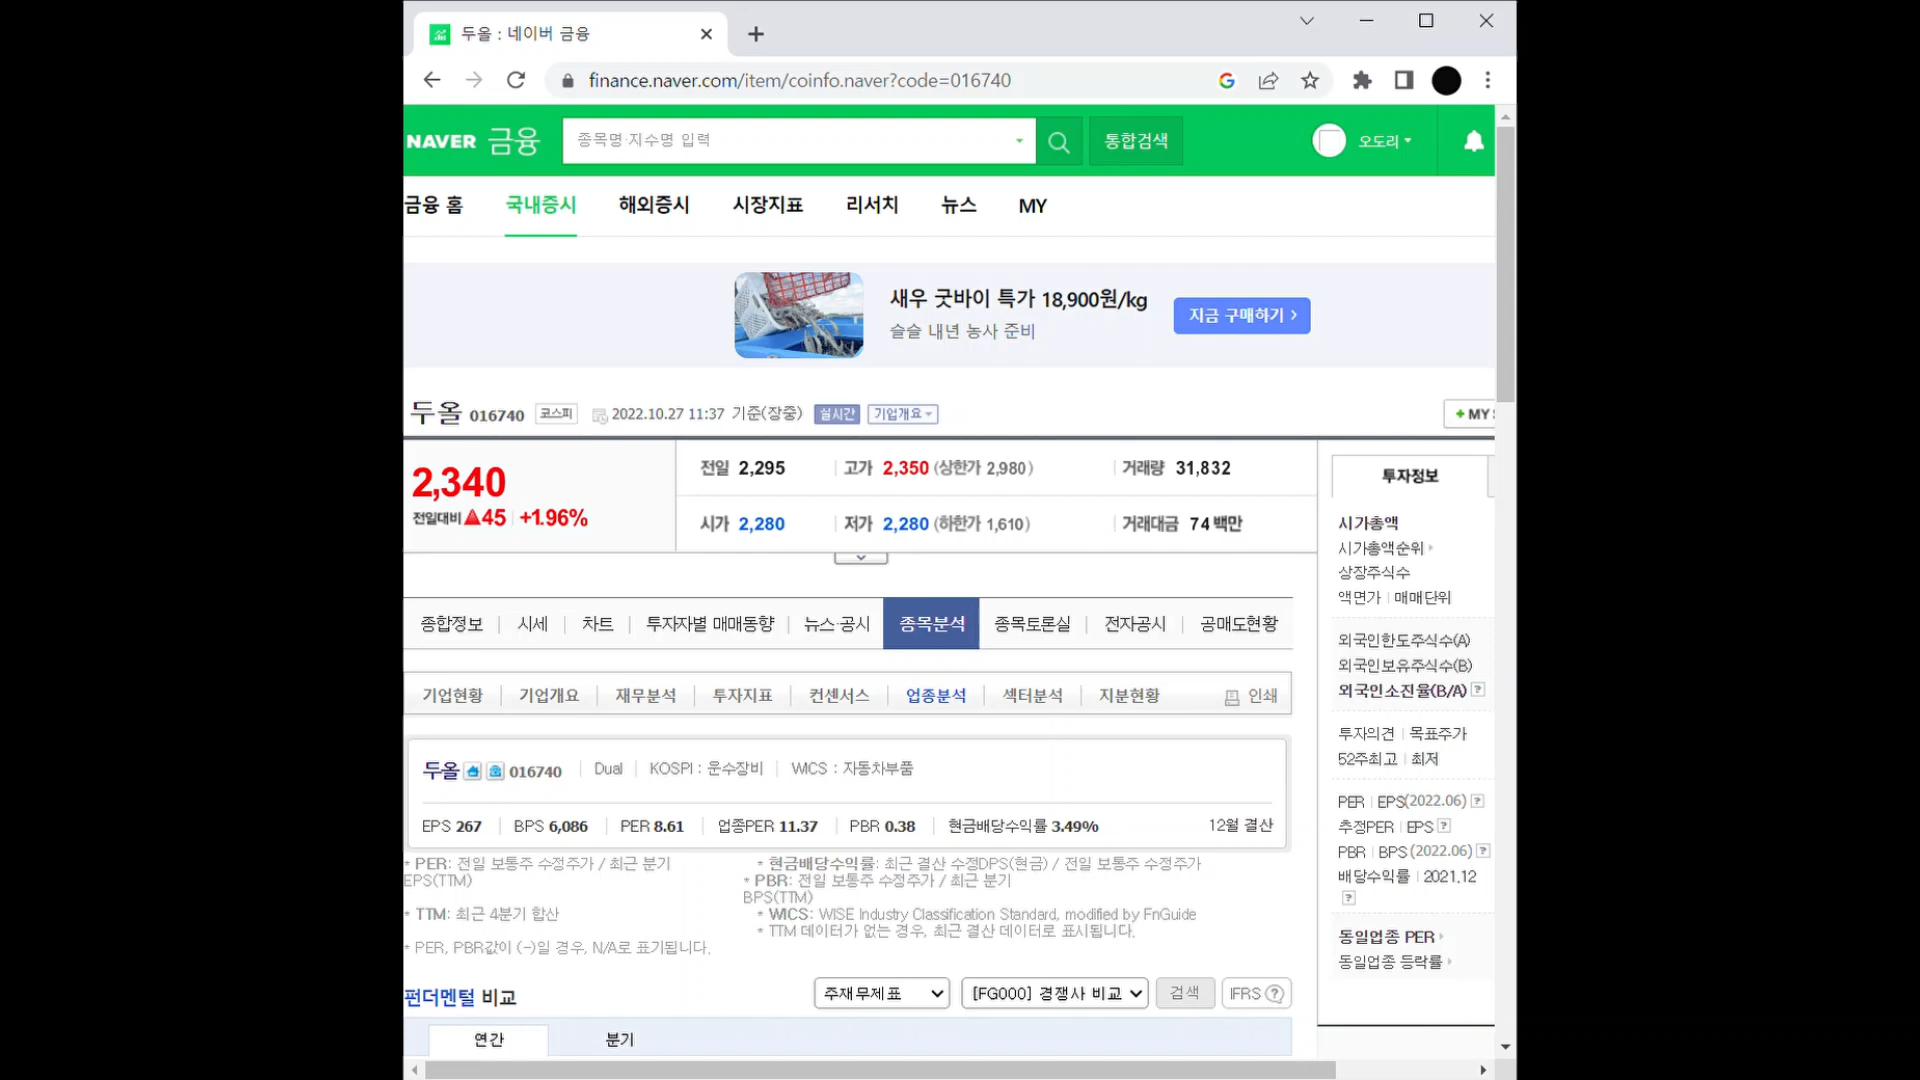 두올 : 네이버 금융
finance.naver.com/item/coinfo.naver?code=016740
NAVER 금융
종목명·지수명 입력
통합검색
오도리
금융 홈 국내증시 해외증시 시장지표 리서치 뉴스 MY
새우 굿바이 특가 18,900원/kg
슬슬 내년 농사 준비
지금 구매하기 >
두올 016740 코스피 2022.10.27 11:37 기준(장중) 실시간 기업개요
+ MY
2,340
전일대비 ▲45 +1.96%
전일 2,295 고가 2,350 (상한가 2,980) 거래량 31,832
시가 2,280 저가 2,280 (하한가 1,610) 거래대금 74 백만
종합정보 시세 차트 투자자별 매매동향 뉴스·공시 종목분석 종목토론실 전자공시 공매도현황
기업현황 기업개요 재무분석 투자지표 컨센서스 업종분석 섹터분석 지분현황 인쇄
두올 016740 Dual KOSPI : 운수장비 WICS : 자동차부품
EPS 267 BPS 6,086 PER 8.61 업종PER 11.37 PBR 0.38 현금배당수익률 3.49% 12월 결산
* PER: 전일 보통주 수정주가 / 최근 분기
EPS(TTM)
* TTM: 최근 4분기 합산
* PER, PBR값이 (-)일 경우, N/A로 표기됩니다.
* 현금배당수익률: 최근 결산 수정DPS(현금) / 전일 보통주 수정주가
* PBR: 전일 보통주 수정주가 / 최근 분기
BPS(TTM)
* WICS: WISE Industry Classification Standard, modified by FnGuide
* TTM 데이터가 없는 경우, 최근 결산 데이터로 표시됩니다.
펀더멘털 비교
주재무제표 [FG000] 경쟁사 비교 검색 IFRS ?
연간 분기
투자정보
시가총액
시가총액순위
상장주식수
액면가 매매단위
외국인한도주식수(A)
외국인보유주식수(B)
외국인소진율(B/A) ?
투자의견 목표주가
52주최고 최저
PER EPS(2022.06) ?
추정PER EPS ?
PBR BPS (2022.06) ?
배당수익률 2021.12
?
동일업종 PER
동일업종 등락률